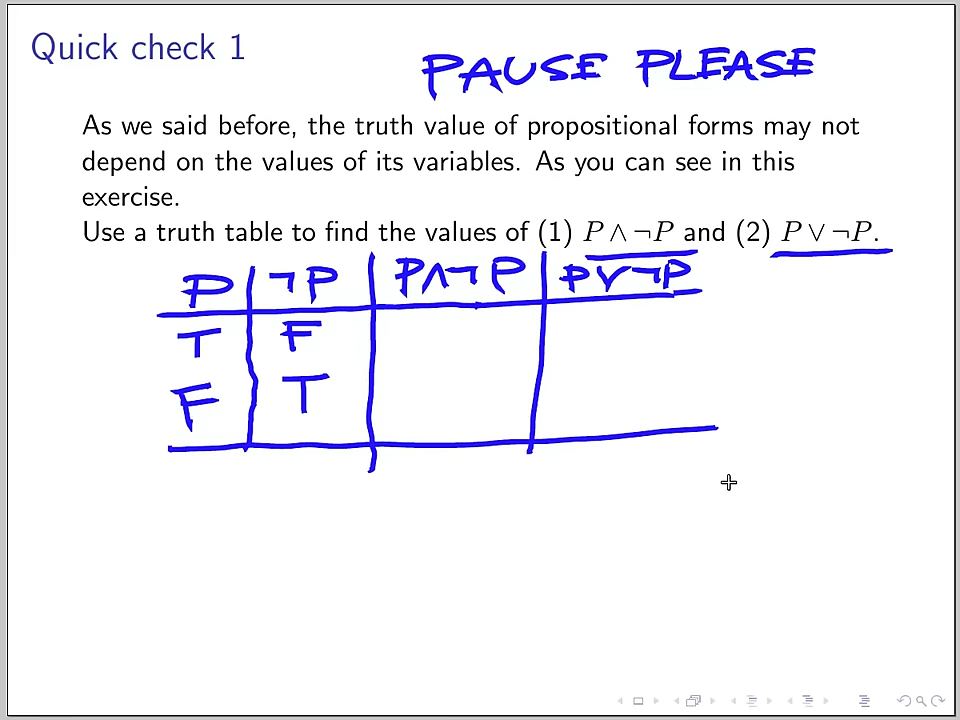 Quick check 1
PAUSE PLEASE
As we said before, the truth value of propositional forms may not
depend on the values of its variables. As you can see in this
exercise.
Use a truth table to find the values of (1) P ∧ ¬P and (2) P ∨ ¬P.
P ¬P P∧¬P P∨¬P
T F
F T